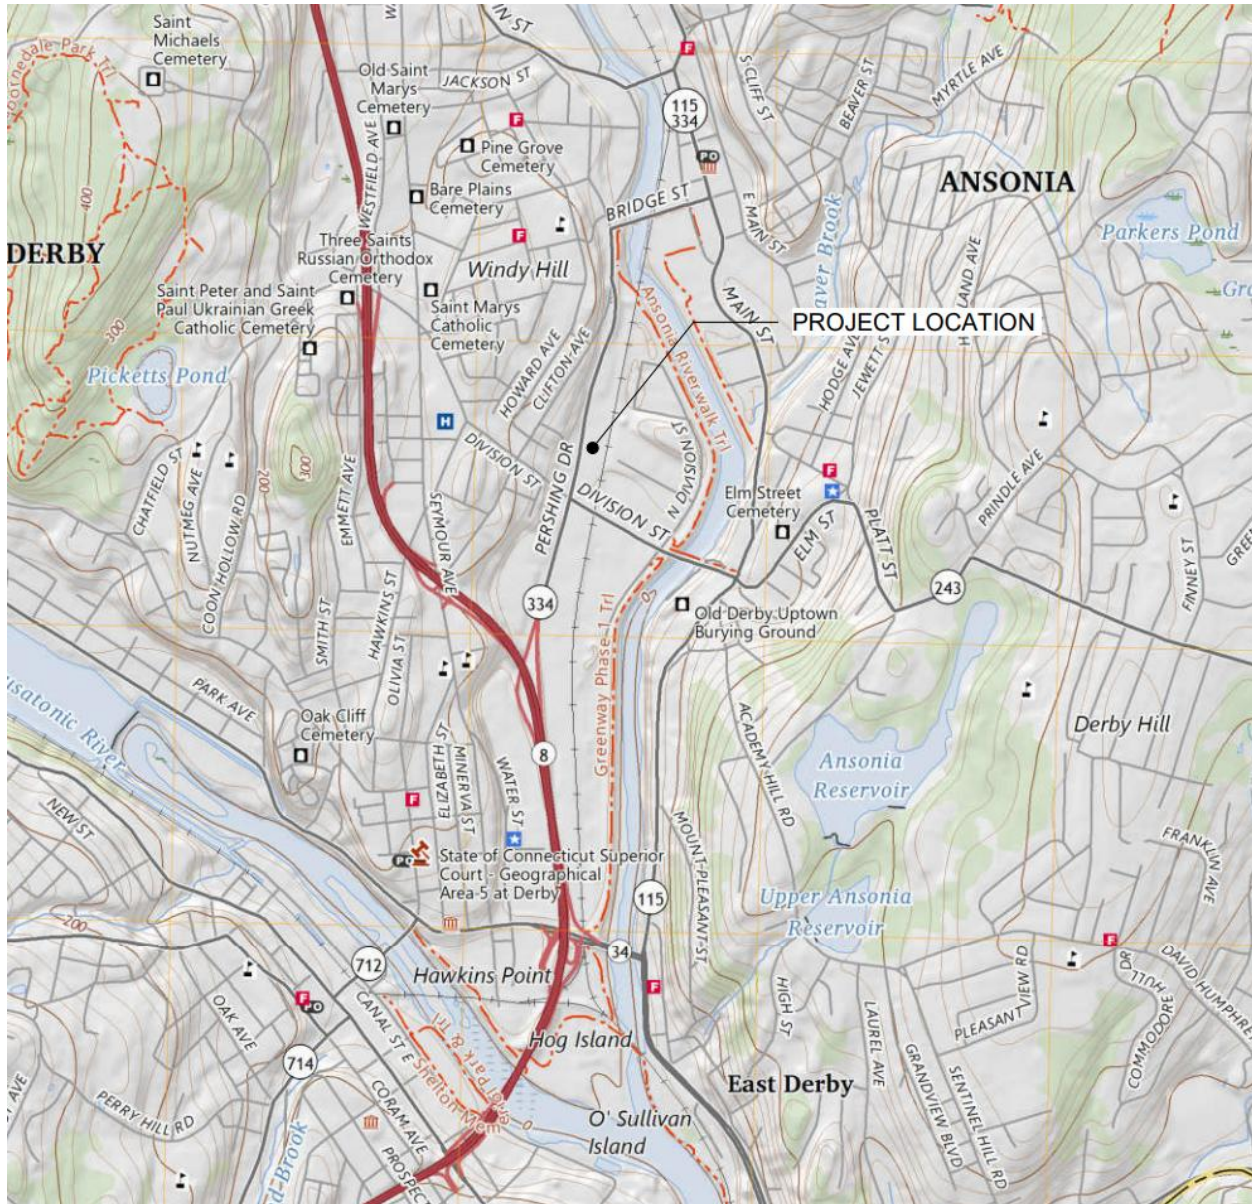 Saint
Michaels
Cemetery
Old Saint
Marys
Cemetery
JACKSON ST
S CLIFF ST
BEAVER ST
MYRTLE AVE
115
334
WESTFIELD AVE
Pine Grove
Cemetery
PO
Bare Plains
Cemetery
BRIDGE ST
E MAIN ST
ANSONIA
Parkers Pond
DERBY
Three Saints
Russian Orthodox
Cemetery
Windy Hill
Saint Peter and Saint
Paul Ukrainian Greek
Catholic Cemetery
Saint Marys
Catholic
Cemetery
Ansonia Riverwalk Trl
MAIN ST
PROJECT LOCATION
Picketts Pond
HOWARD AVE
CLIFTON AVE
HODGE AVE
H
DIVISION ST
PERSHING DR
DIVISION ST
N DIVISION ST
CHATFIELD ST
NUTMEG AVE
COON HOLLOW RD
EMMETT AVE
SEYMOUR AVE
Elm Street
Cemetery
ELM ST
PLATT ST
PRINDLE AVE
FINNEY ST
400
300
300
200
334
243
SMITH ST
HAWKINS ST
OLIVIA ST
Greenway Phase 1 Trl
0
Old Derby Uptown
Burying Ground
PARK AVE
Oak Cliff
Cemetery
8
ELIZABETH ST
MINERVA ST
WATER ST
ACADEMY HILL RD
Ansonia
Reservoir
Derby Hill
NEW ST
MOUNT PLEASANT ST
FRANKLIN AVE
State of Connecticut Superior
Court - Geographical
Area 5 at Derby
115
Upper Ansonia
Reservoir
200
34
712
Hawkins Point
OAK AVE
PO
CANAL ST E
HIGH ST
PLEASANT VIEW RD
COMMODORE HULL DR
Hog Island
714
LAUREL AVE
GRANDVIEW BLVD
SENTINEL HILL RD
East Derby
PERRY HILL RD
CORAM AVE
O' Sullivan
Island
0